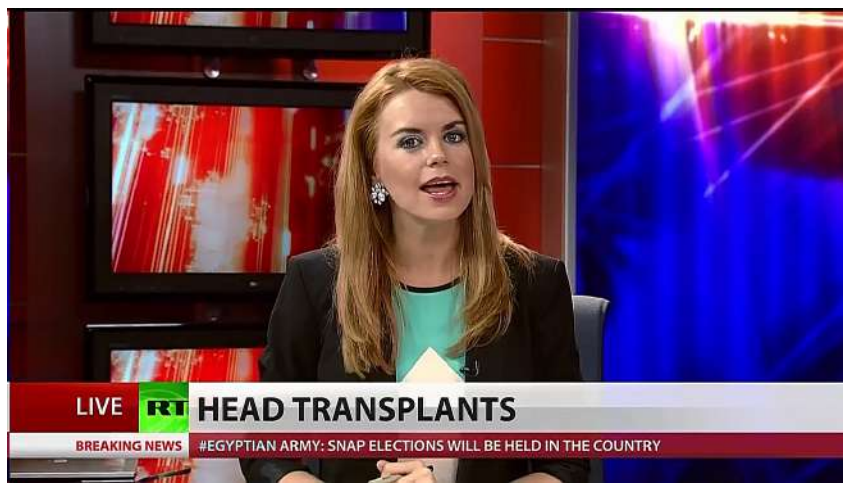 LIVE RT HEAD TRANSPLANTS
BREAKING NEWS #EGYPTIAN ARMY: SNAP ELECTIONS WILL BE HELD IN THE COUNTRY